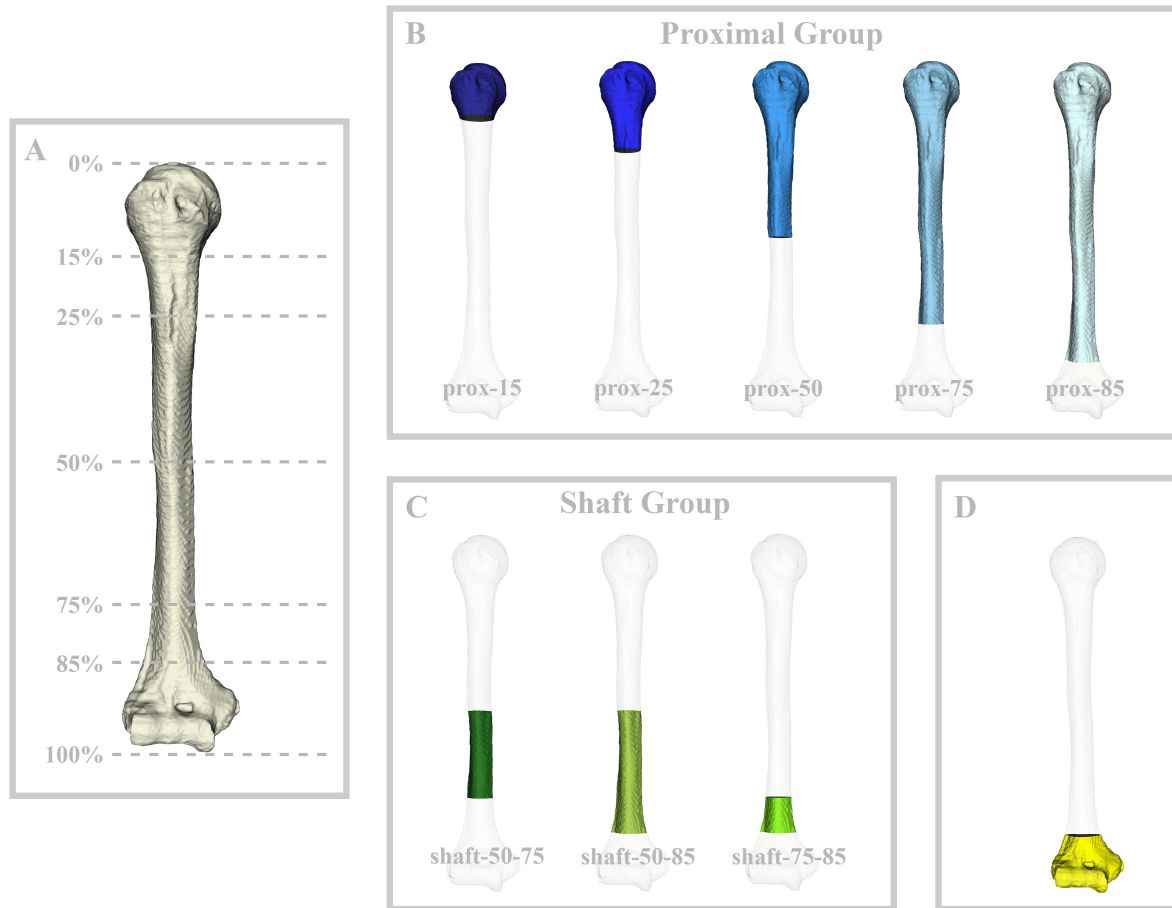 A
0%
15%
25%
50%
75%
85%
100%
B
Proximal Group
prox-15
prox-25
prox-50
prox-75
prox-85
C
Shaft Group
shaft-50-75
shaft-50-85
shaft-75-85
D